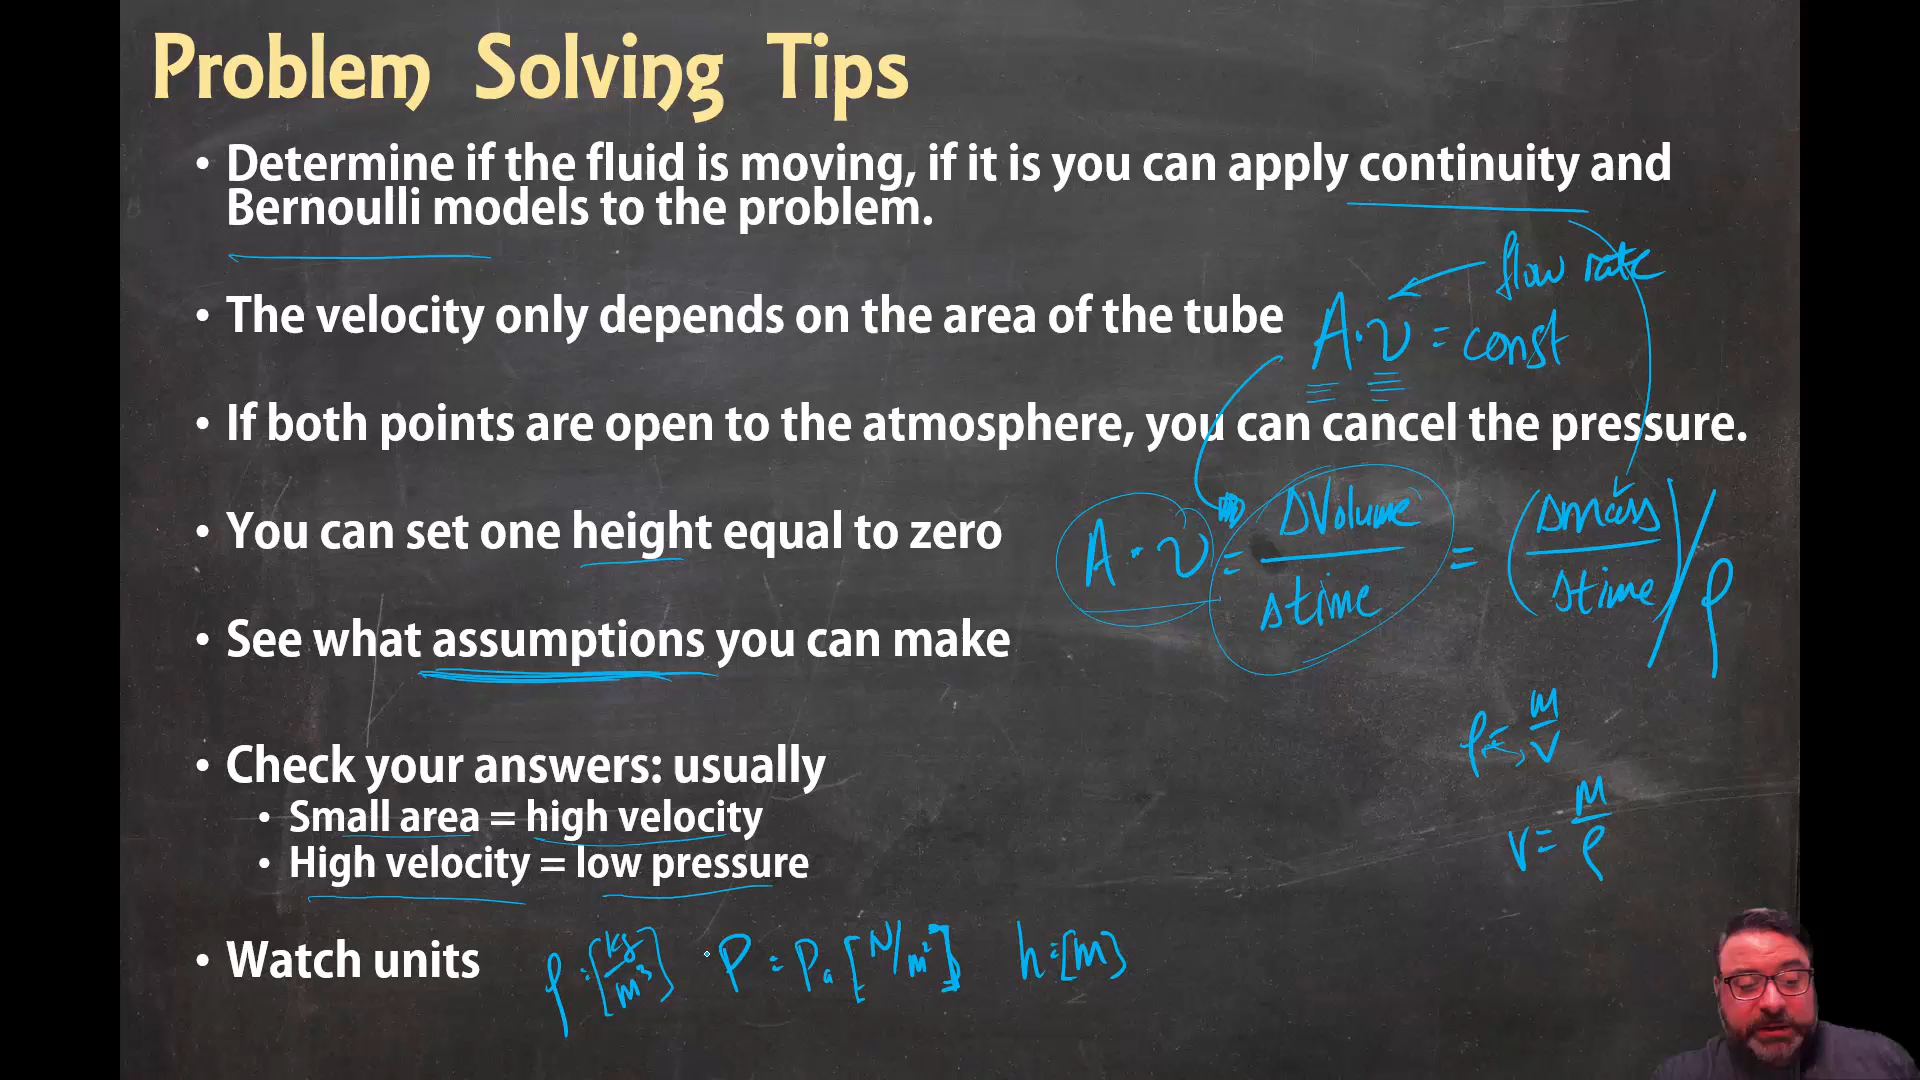 Problem Solving Tips
• Determine if the fluid is moving, if it is you can apply continuity and
Bernoulli models to the problem.
flow rate
• The velocity only depends on the area of the tube
A·v = const
• If both points are open to the atmosphere, you can cancel the pressure.
• You can set one height equal to zero
A·v = ΔVolume / Δtime = (Δmass / Δtime) / ρ
• See what assumptions you can make
ρ = m / V
• Check your answers: usually
• Small area = high velocity
V = M / ρ
• High velocity = low pressure
• Watch units
ρ: [kg / m³]
P = Pa [N/m²]
h: [m]